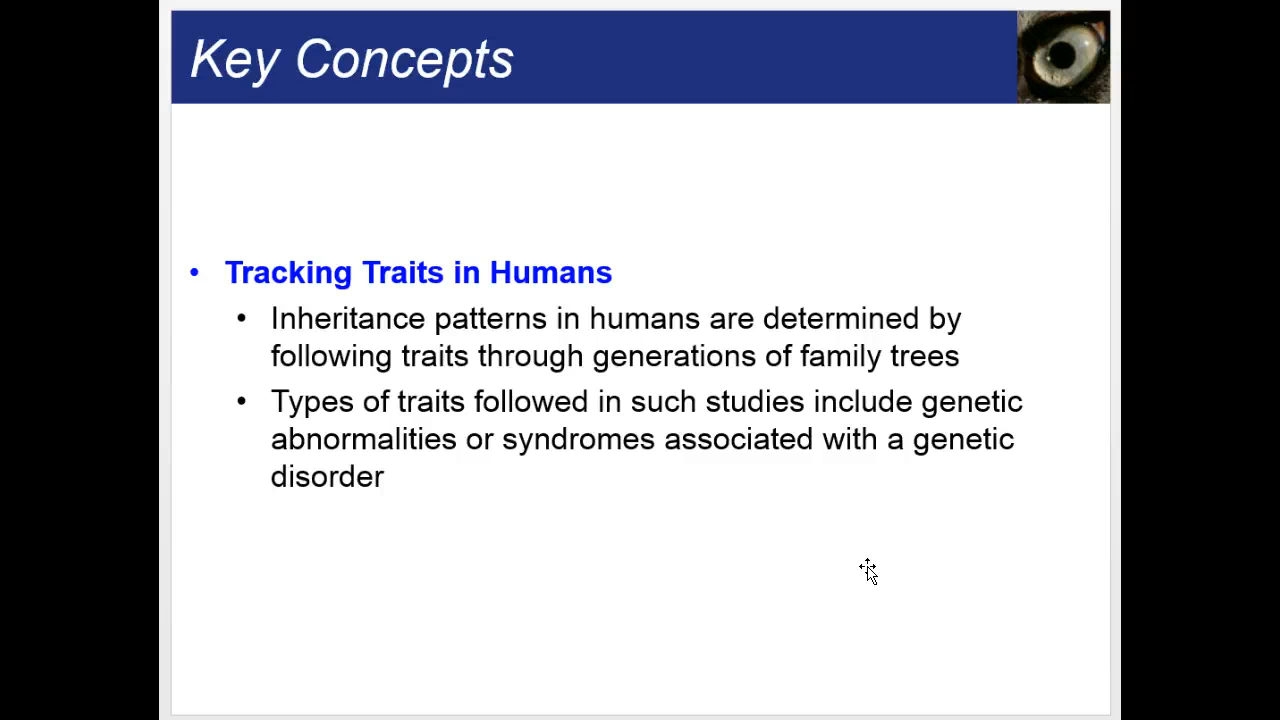 Key Concepts
• Tracking Traits in Humans
• Inheritance patterns in humans are determined by
following traits through generations of family trees
• Types of traits followed in such studies include genetic
abnormalities or syndromes associated with a genetic
disorder